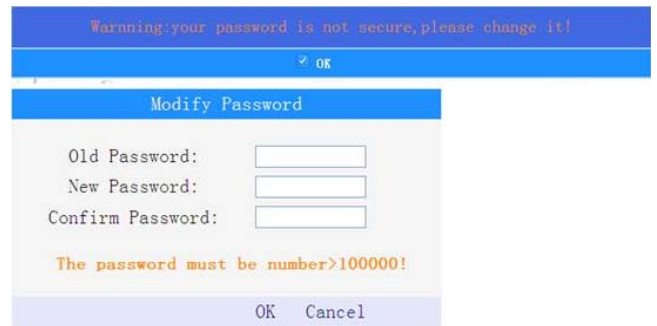 Warnning:your password is not secure,please change it!
OK
Modify Password
Old Password:
New Password:
Confirm Password:
The password must be number>100000!
OK Cancel